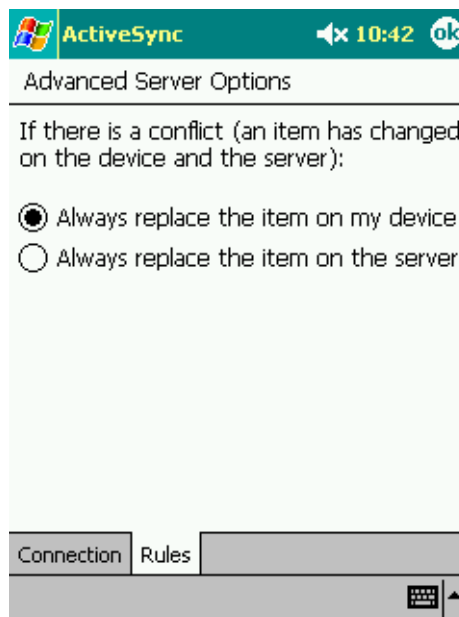 ActiveSync 10:42 ok
Advanced Server Options
If there is a conflict (an item has changed
on the device and the server):
Always replace the item on my device
Always replace the item on the server
Connection Rules